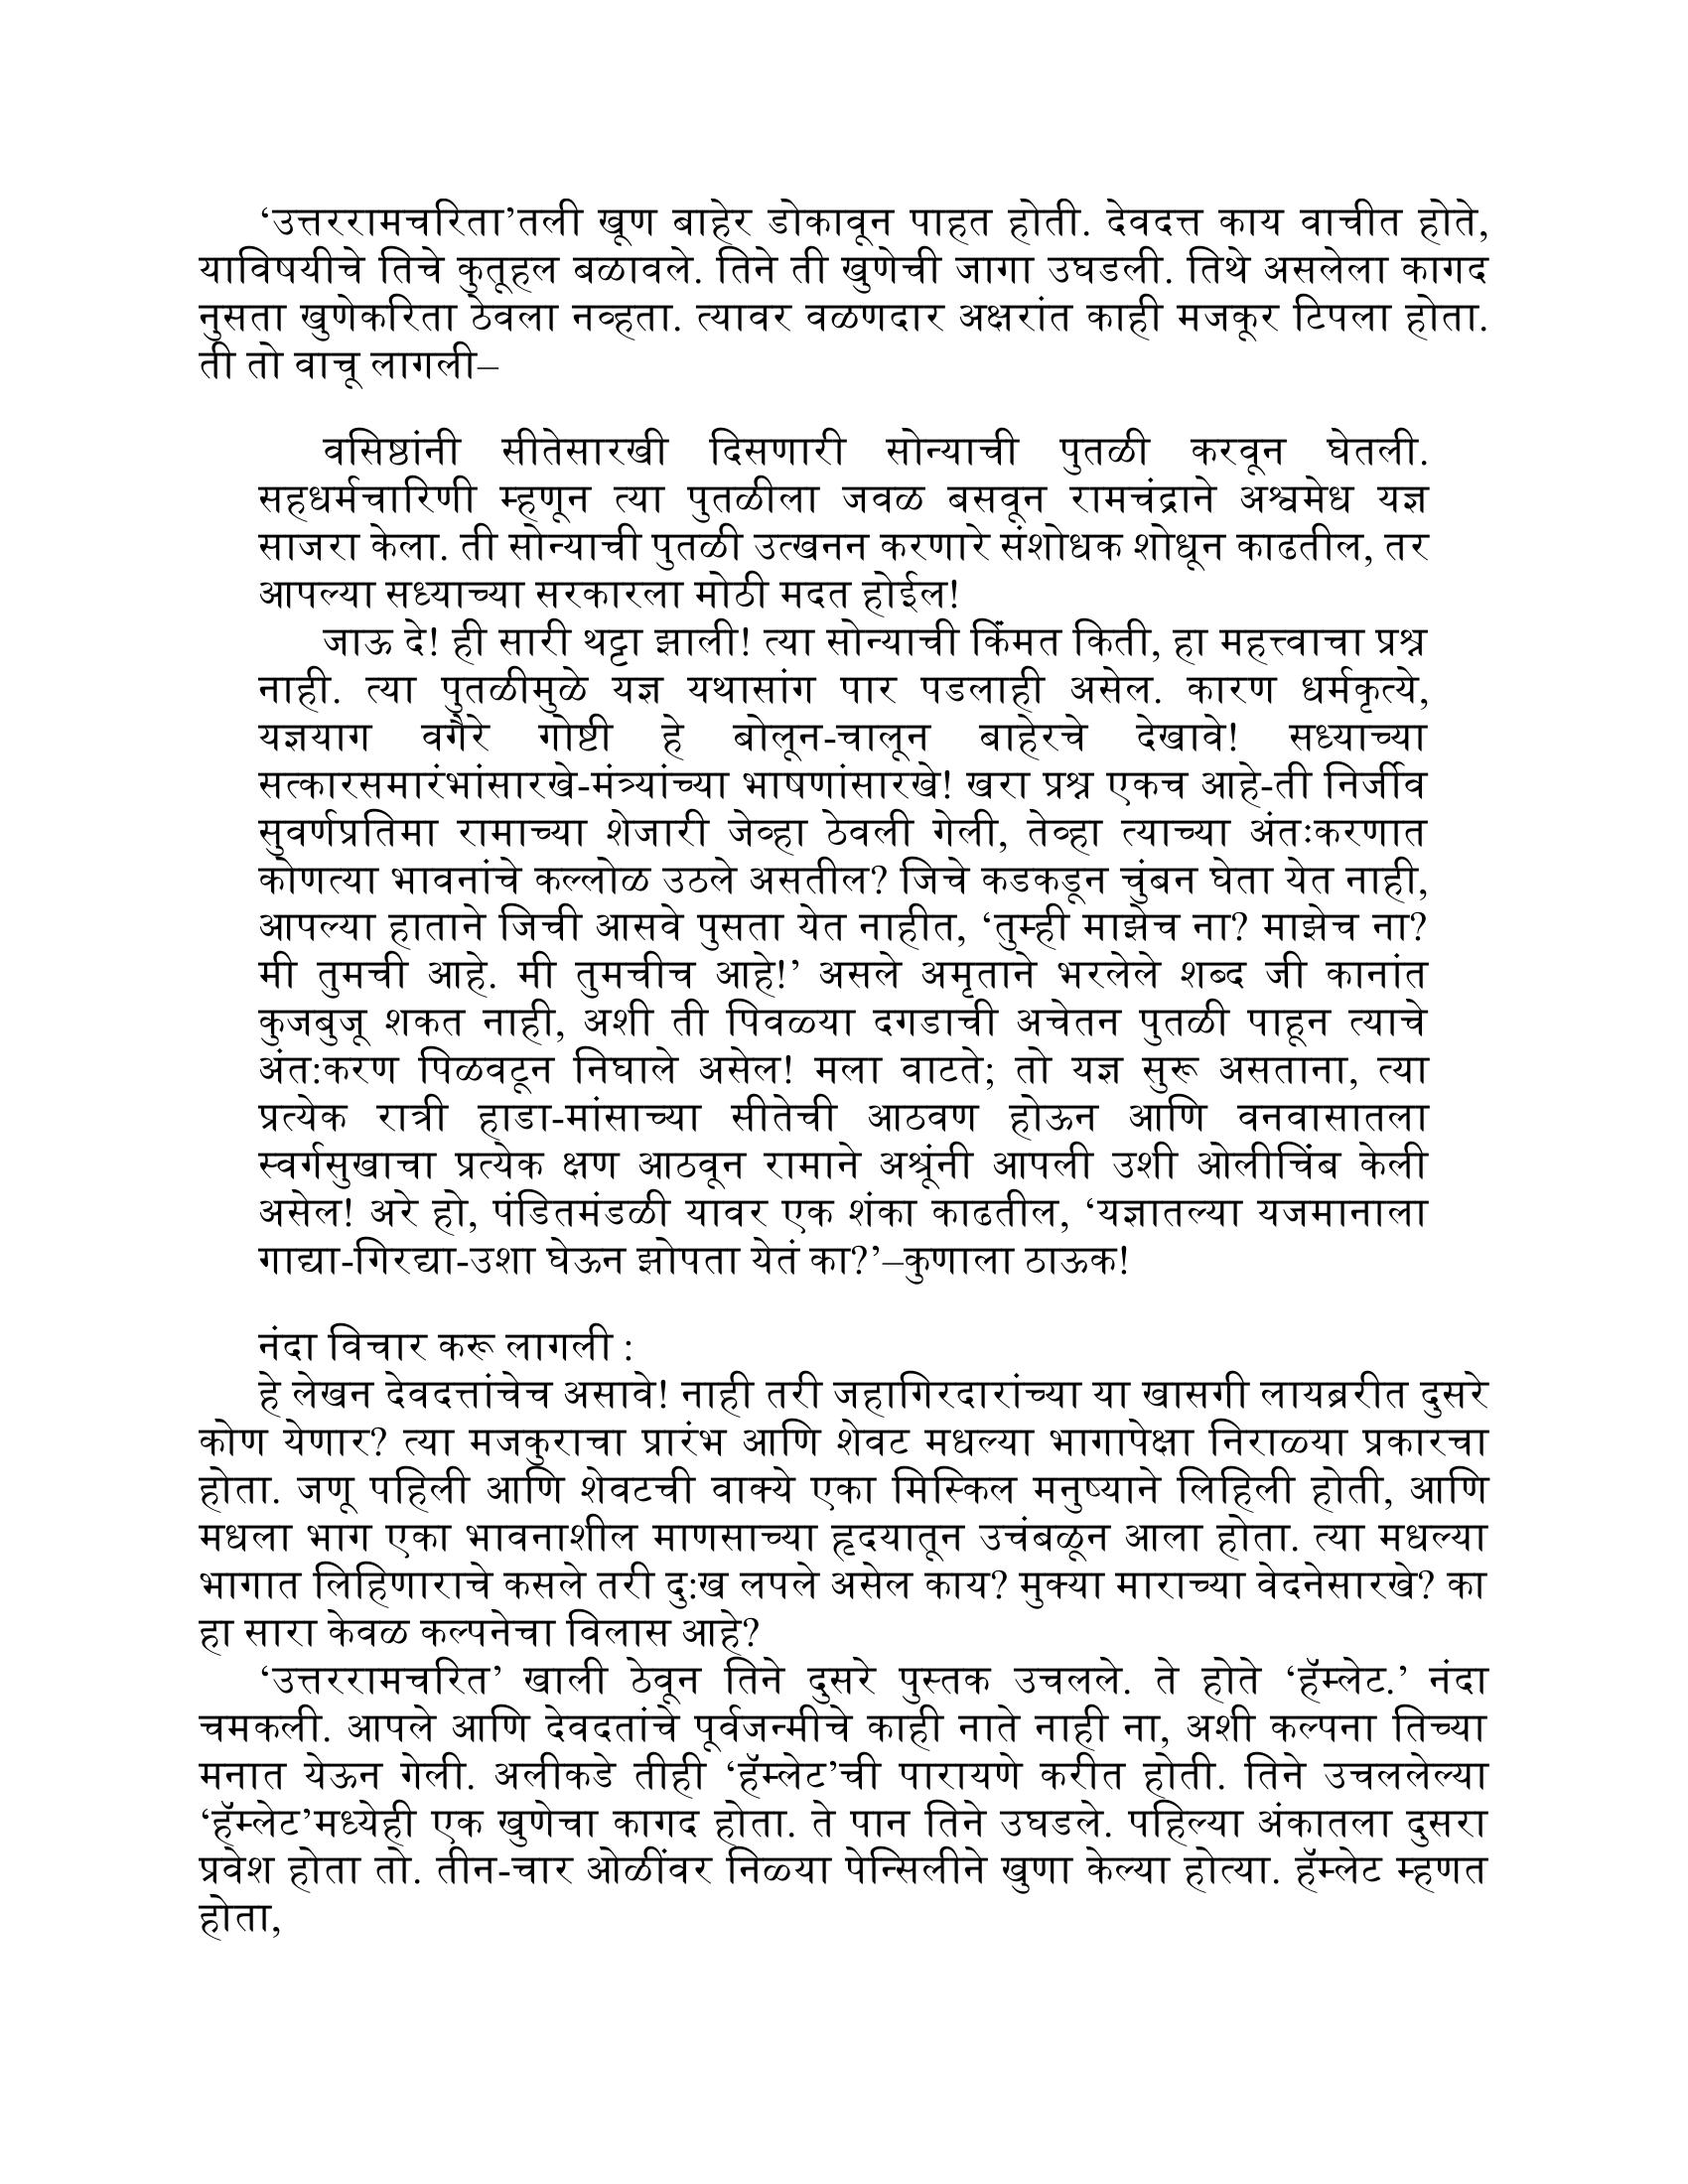 ‘उत्तररामचरिता’तली खूण बाहेर डोकावून पाहत होती. देवदत्त काय वाचीत होते,
याविषयीचे तिचे कुतूहल बळावले. तिने ती खुणेची जागा उघडली. तिथे असलेला कागद
नुसता खुणेकरिता ठेवला नव्हता. त्यावर वळणदार अक्षरांत काही मजकूर टिपला होता.
ती तो वाचू लागली–
वसिष्ठांनी सीतेसारखी दिसणारी सोन्याची पुतळी करवून घेतली.
सहधर्मचारिणी म्हणून त्या पुतळीला जवळ बसवून रामचंद्राने अश्वमेध यज्ञ
साजरा केला. ती सोन्याची पुतळी उत्खनन करणारे संशोधक शोधून काढतील, तर
आपल्या सध्याच्या सरकारला मोठी मदत होईल!
जाऊ दे! ही सारी थट्टा झाली! त्या सोन्याची किंमत किती, हा महत्त्वाचा प्रश्न
नाही. त्या पुतळीमुळे यज्ञ यथासांग पार पडलाही असेल. कारण धर्मकृत्ये,
यज्ञयाग वगैरे गोष्टी हे बोलून-चालून बाहेरचे देखावे! सध्याच्या
सत्कारसमारंभांसारखे-मंत्र्यांच्या भाषणांसारखे! खरा प्रश्न एकच आहे-ती निर्जीव
सुवर्णप्रतिमा रामाच्या शेजारी जेव्हा ठेवली गेली, तेव्हा त्याच्या अंतःकरणात
कोणत्या भावनांचे कल्लोळ उठले असतील? जिचे कडकडून चुंबन घेता येत नाही,
आपल्या हाताने जिची आसवे पुसता येत नाहीत, ‘तुम्ही माझेच ना? माझेच ना?
मी तुमची आहे. मी तुमचीच आहे!’ असले अमृताने भरलेले शब्द जी कानांत
कुजबुजू शकत नाही, अशी ती पिवळ्या दगडाची अचेतन पुतळी पाहून त्याचे
अंत:करण पिळवटून निघाले असेल! मला वाटते; तो यज्ञ सुरू असताना, त्या
प्रत्येक रात्री हाडा-मांसाच्या सीतेची आठवण होऊन आणि वनवासातला
स्वर्गसुखाचा प्रत्येक क्षण आठवून रामाने अश्रूंनी आपली उशी ओलीचिंब केली
असेल! अरे हो, पंडितमंडळी यावर एक शंका काढतील, ‘यज्ञातल्या यजमानाला
गाद्या-गिरद्या-उशा घेऊन झोपता येतं का?’–कुणाला ठाऊक!
नंदा विचार करू लागली :
हे लेखन देवदत्तांचेच असावे! नाही तरी जहागिरदारांच्या या खासगी लायब्ररीत दुसरे
कोण येणार? त्या मजकुराचा प्रारंभ आणि शेवट मधल्या भागापेक्षा निराळ्या प्रकारचा
होता. जणू पहिली आणि शेवटची वाक्ये एका मिस्किल मनुष्याने लिहिली होती, आणि
मधला भाग एका भावनाशील माणसाच्या हृदयातून उचंबळून आला होता. त्या मधल्या
भागात लिहिणाराचे कसले तरी दु:ख लपले असेल काय? मुक्या माराच्या वेदनेसारखे? का
हा सारा केवळ कल्पनेचा विलास आहे?
‘उत्तररामचरित’ खाली ठेवून तिने दुसरे पुस्तक उचलले. ते होते ‘हॅम्लेट.’ नंदा
चमकली. आपले आणि देवदतांचे पूर्वजन्मीचे काही नाते नाही ना, अशी कल्पना तिच्या
मनात येऊन गेली. अलीकडे तीही ‘हॅम्लेट’ची पारायणे करीत होती. तिने उचललेल्या
‘हॅम्लेट’मध्येही एक खुणेचा कागद होता. ते पान तिने उघडले. पहिल्या अंकातला दुसरा
प्रवेश होता तो. तीन-चार ओळींवर निळ्या पेन्सिलीने खुणा केल्या होत्या. हॅम्लेट म्हणत
होता,